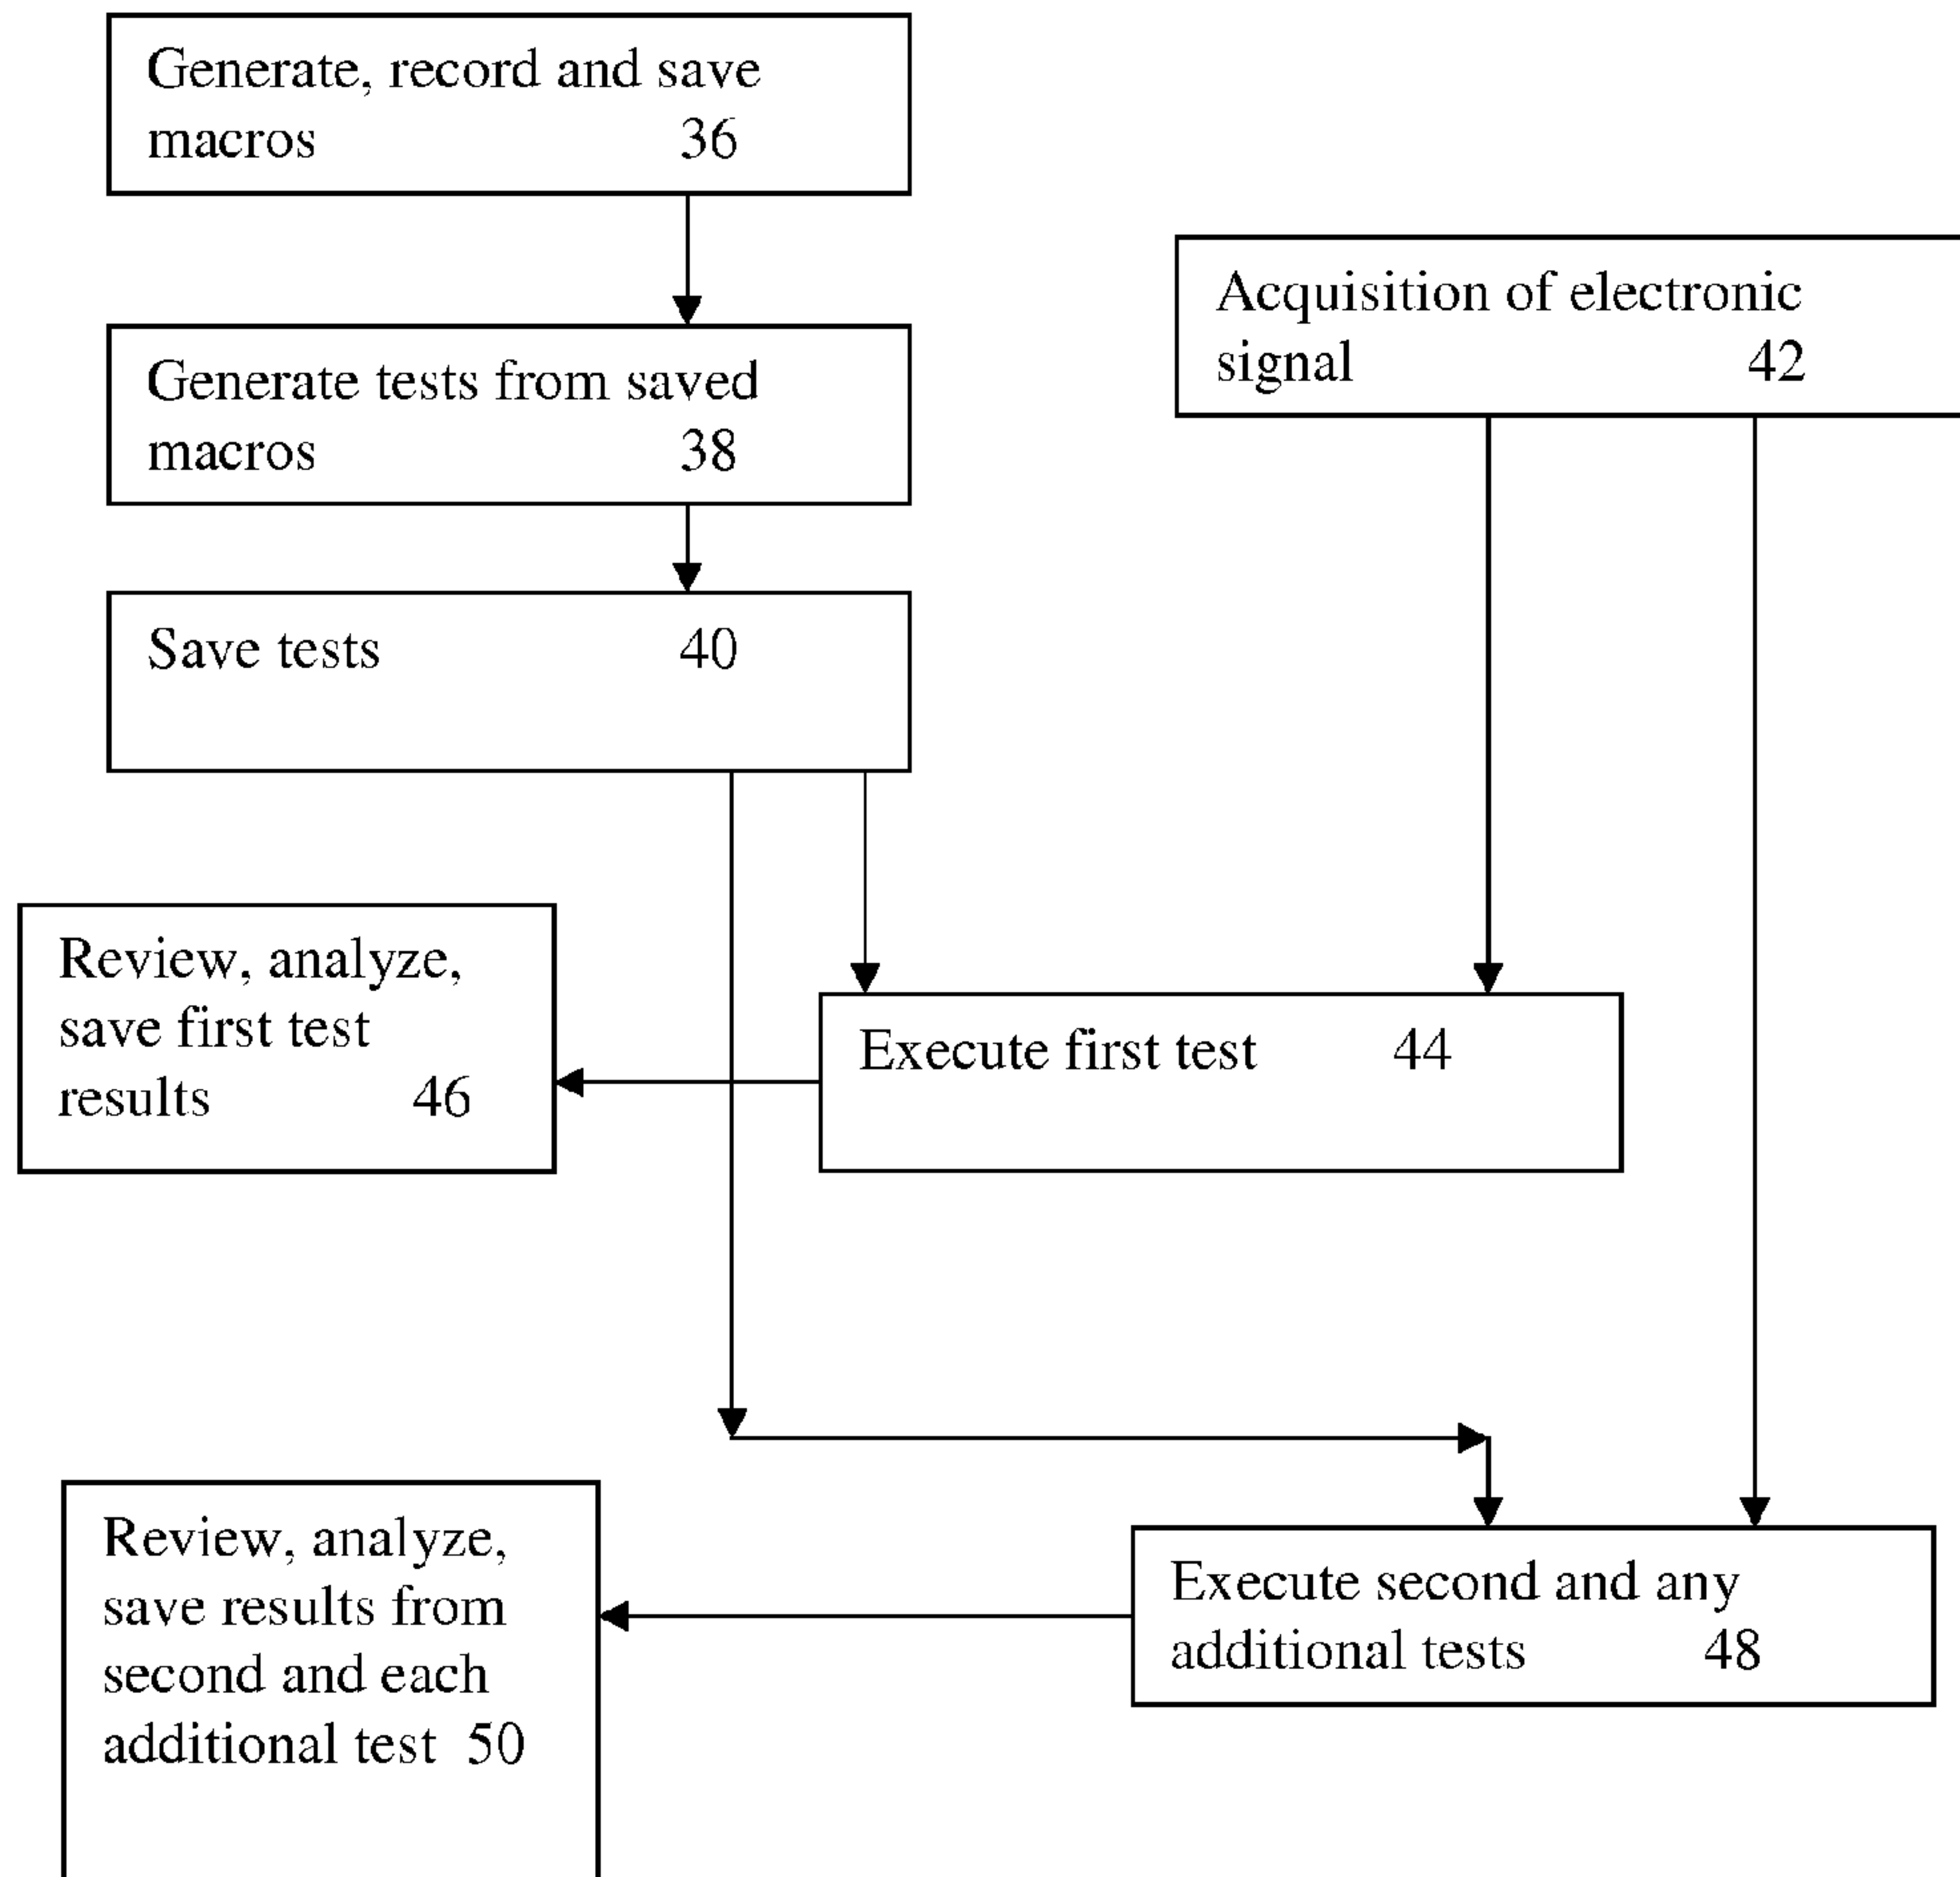 Generate, record and save
macros 36
Acquisition of electronic
signal 42
Generate tests from saved
macros 38
Save tests 40
Review, analyze,
save first test
results 46
Execute first test 44
Review, analyze,
save results from
second and each
additional test 50
Execute second and any
additional tests 48